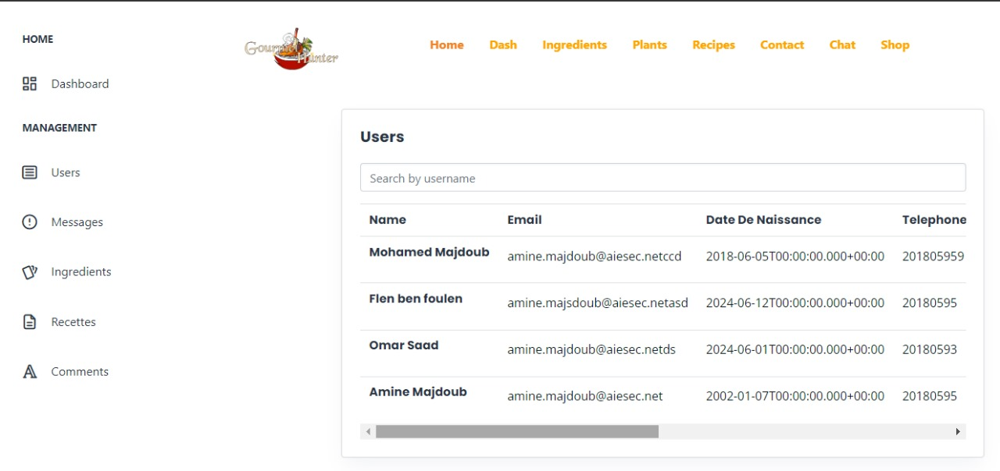 HOME
Dashboard
MANAGEMENT
Users
Messages
Ingredients
Recettes
Comments
Gourmet Hunter
Home Dash Ingredients Plants Recipes Contact Chat Shop
Users
Search by username
Name Email Date De Naissance Telephone
Mohamed Majdoub amine.majdoub@aiesec.netccd 2018-06-05T00:00:00.000+00:00 201805959
Flen ben foulen amine.majsdoub@aiesec.netasd 2024-06-12T00:00:00.000+00:00 20180595
Omar Saad amine.majdoub@aiesec.netds 2024-06-01T00:00:00.000+00:00 20180593
Amine Majdoub amine.majdoub@aiesec.net 2002-01-07T00:00:00.000+00:00 20180595